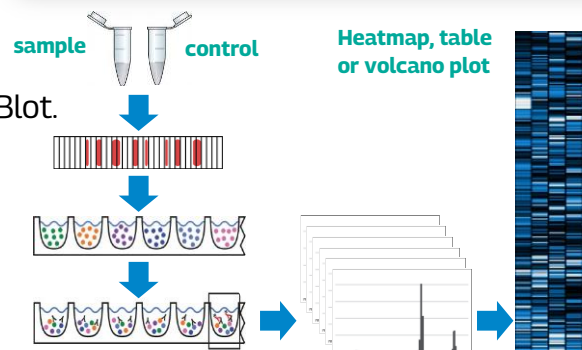 sample
control
Heatmap, table
or volcano plot
Blot.